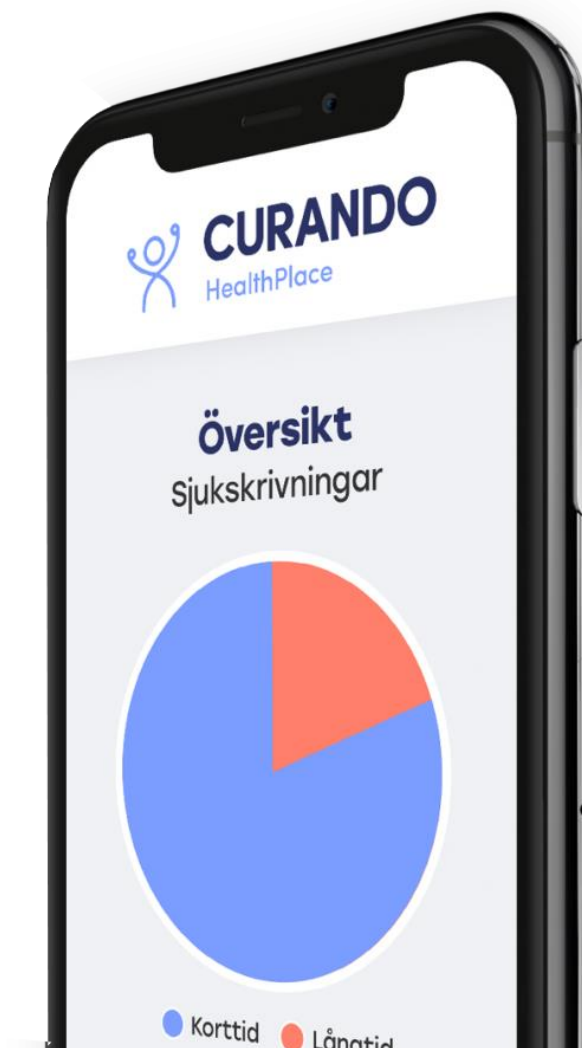 CURANDO
HealthPlace
Översikt
Sjukskrivningar
Korttid Långtid